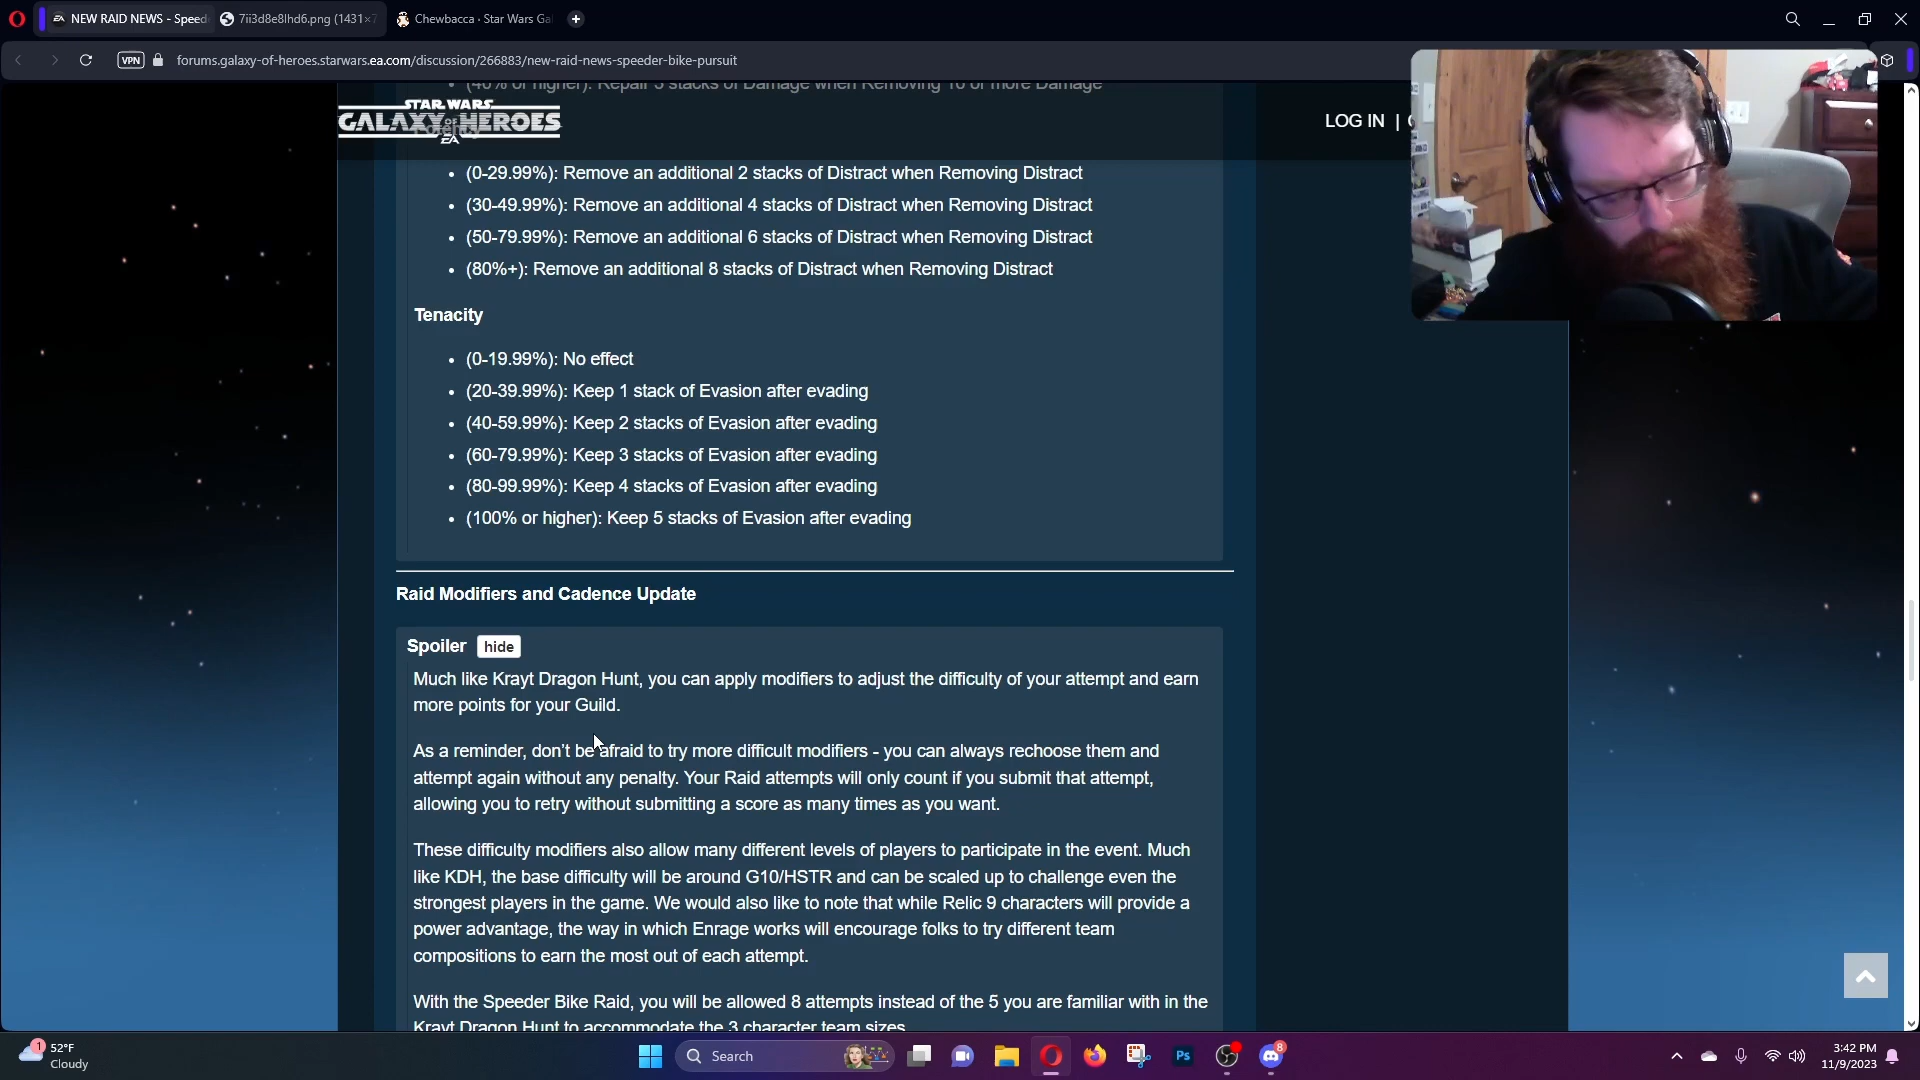 NEW RAID NEWS - Speed
7ii3d8e8lhd6.png (1431×7
Chewbacca · Star Wars Ga
VPN
forums.galaxy-of-heroes.starwars.ea.com/discussion/266883/new-raid-news-speeder-bike-pursuit
STAR WARS
GALAXY OF HEROES
EA
LOG IN |
(0-29.99%): Remove an additional 2 stacks of Distract when Removing Distract
(30-49.99%): Remove an additional 4 stacks of Distract when Removing Distract
(50-79.99%): Remove an additional 6 stacks of Distract when Removing Distract
(80%+): Remove an additional 8 stacks of Distract when Removing Distract
Tenacity
(0-19.99%): No effect
(20-39.99%): Keep 1 stack of Evasion after evading
(40-59.99%): Keep 2 stacks of Evasion after evading
(60-79.99%): Keep 3 stacks of Evasion after evading
(80-99.99%): Keep 4 stacks of Evasion after evading
(100% or higher): Keep 5 stacks of Evasion after evading
Raid Modifiers and Cadence Update
Spoiler hide
Much like Krayt Dragon Hunt, you can apply modifiers to adjust the difficulty of your attempt and earn
more points for your Guild.
As a reminder, don't be afraid to try more difficult modifiers - you can always rechoose them and
attempt again without any penalty. Your Raid attempts will only count if you submit that attempt,
allowing you to retry without submitting a score as many times as you want.
These difficulty modifiers also allow many different levels of players to participate in the event. Much
like KDH, the base difficulty will be around G10/HSTR and can be scaled up to challenge even the
strongest players in the game. We would also like to note that while Relic 9 characters will provide a
power advantage, the way in which Enrage works will encourage folks to try different team
compositions to earn the most out of each attempt.
With the Speeder Bike Raid, you will be allowed 8 attempts instead of the 5 you are familiar with in the
Krayt Dragon Hunt to accommodate the 3 character team sizes
1
52°F
Cloudy
Search
Ps
8
3:42 PM
11/9/2023